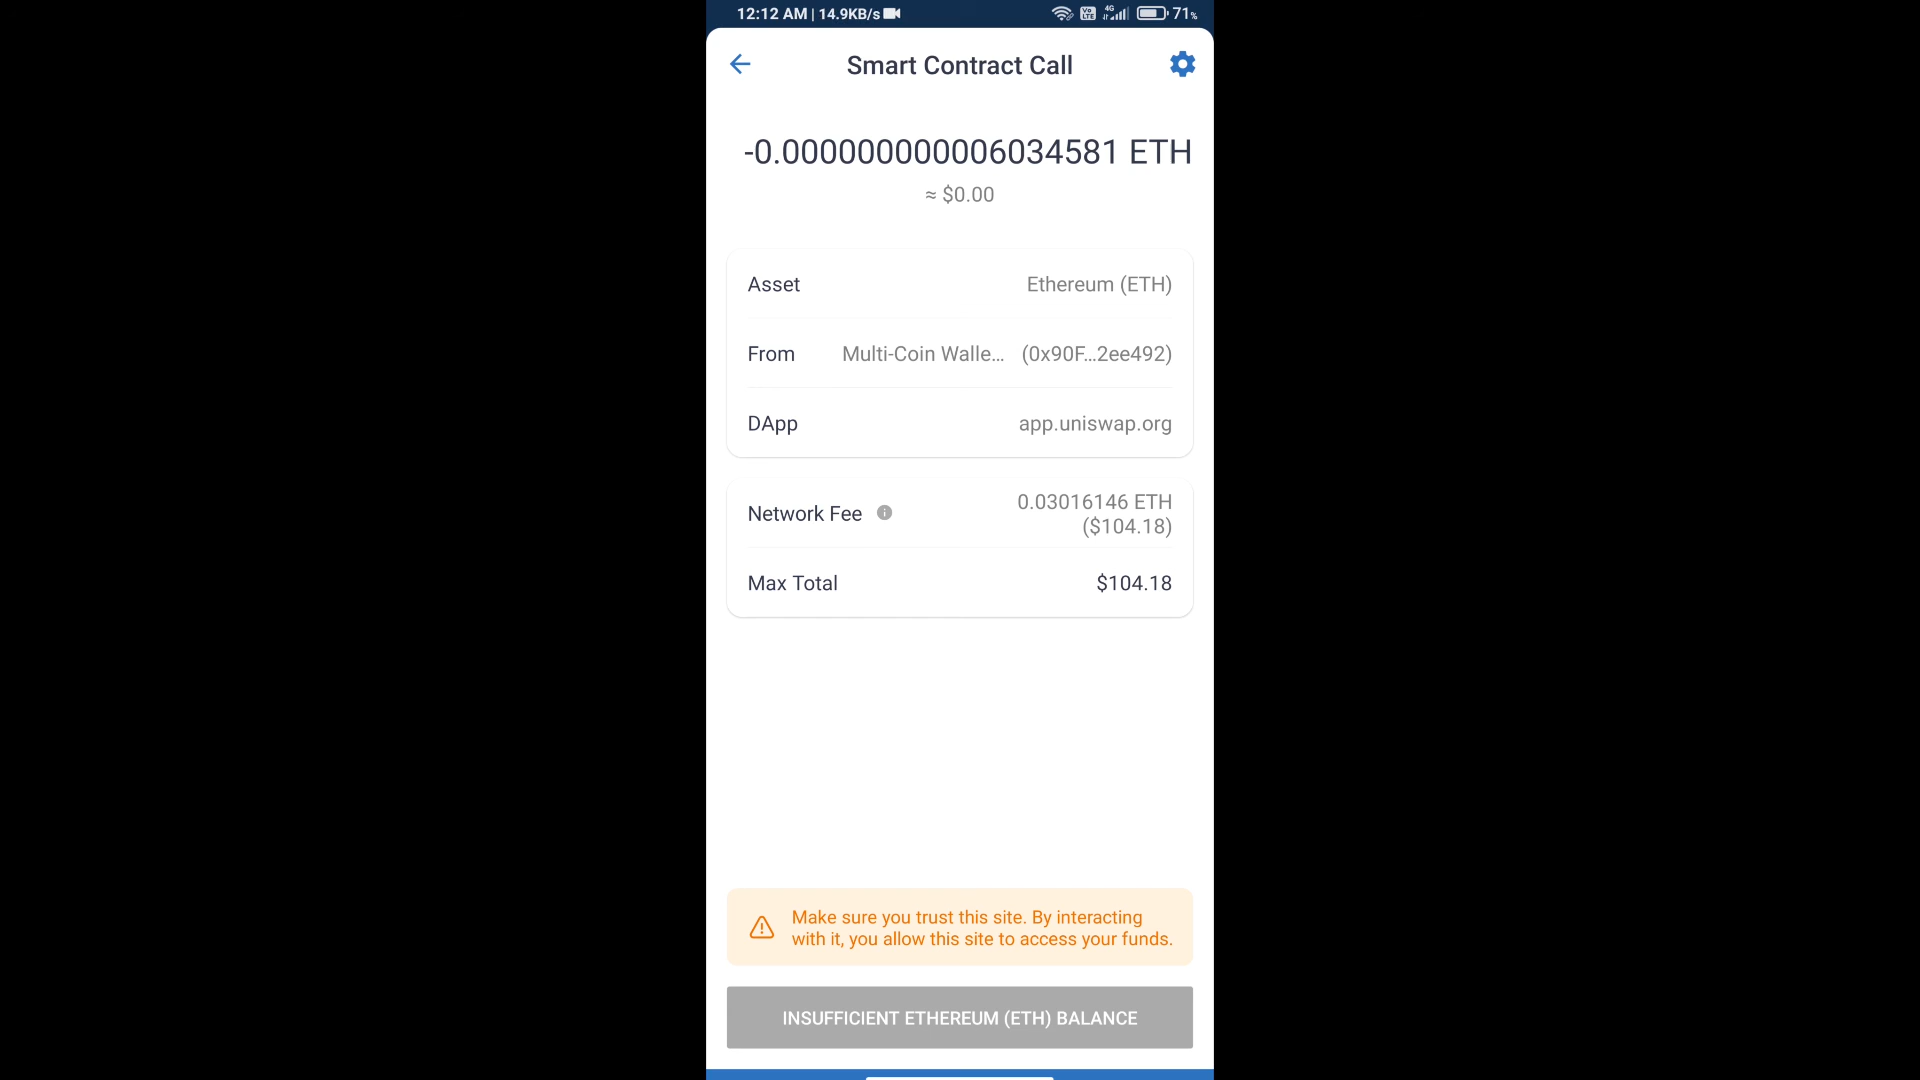 12:12 AM | 14.9KB/s 4G 71%
Smart Contract Call
-0.000000000006034581 ETH
≈ $0.00
Asset Ethereum (ETH)
From Multi-Coin Walle... (0x90F...2ee492)
DApp app.uniswap.org
Network Fee 0.03016146 ETH
($104.18)
Max Total $104.18
Make sure you trust this site. By interacting
with it, you allow this site to access your funds.
INSUFFICIENT ETHEREUM (ETH) BALANCE